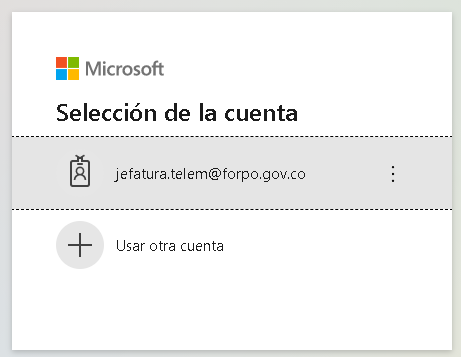 Microsoft
Selección de la cuenta
jefatura.telem@forpo.gov.co
Usar otra cuenta